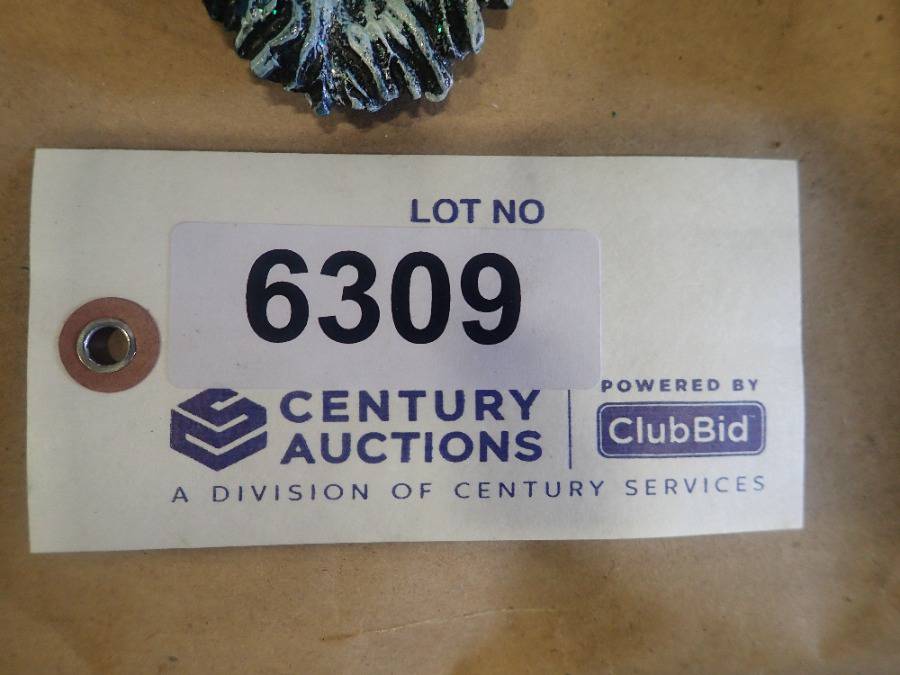 LOT NO
6309
CENTURY
AUCTIONS
POWERED BY
ClubBid
A DIVISION OF CENTURY SERVICES